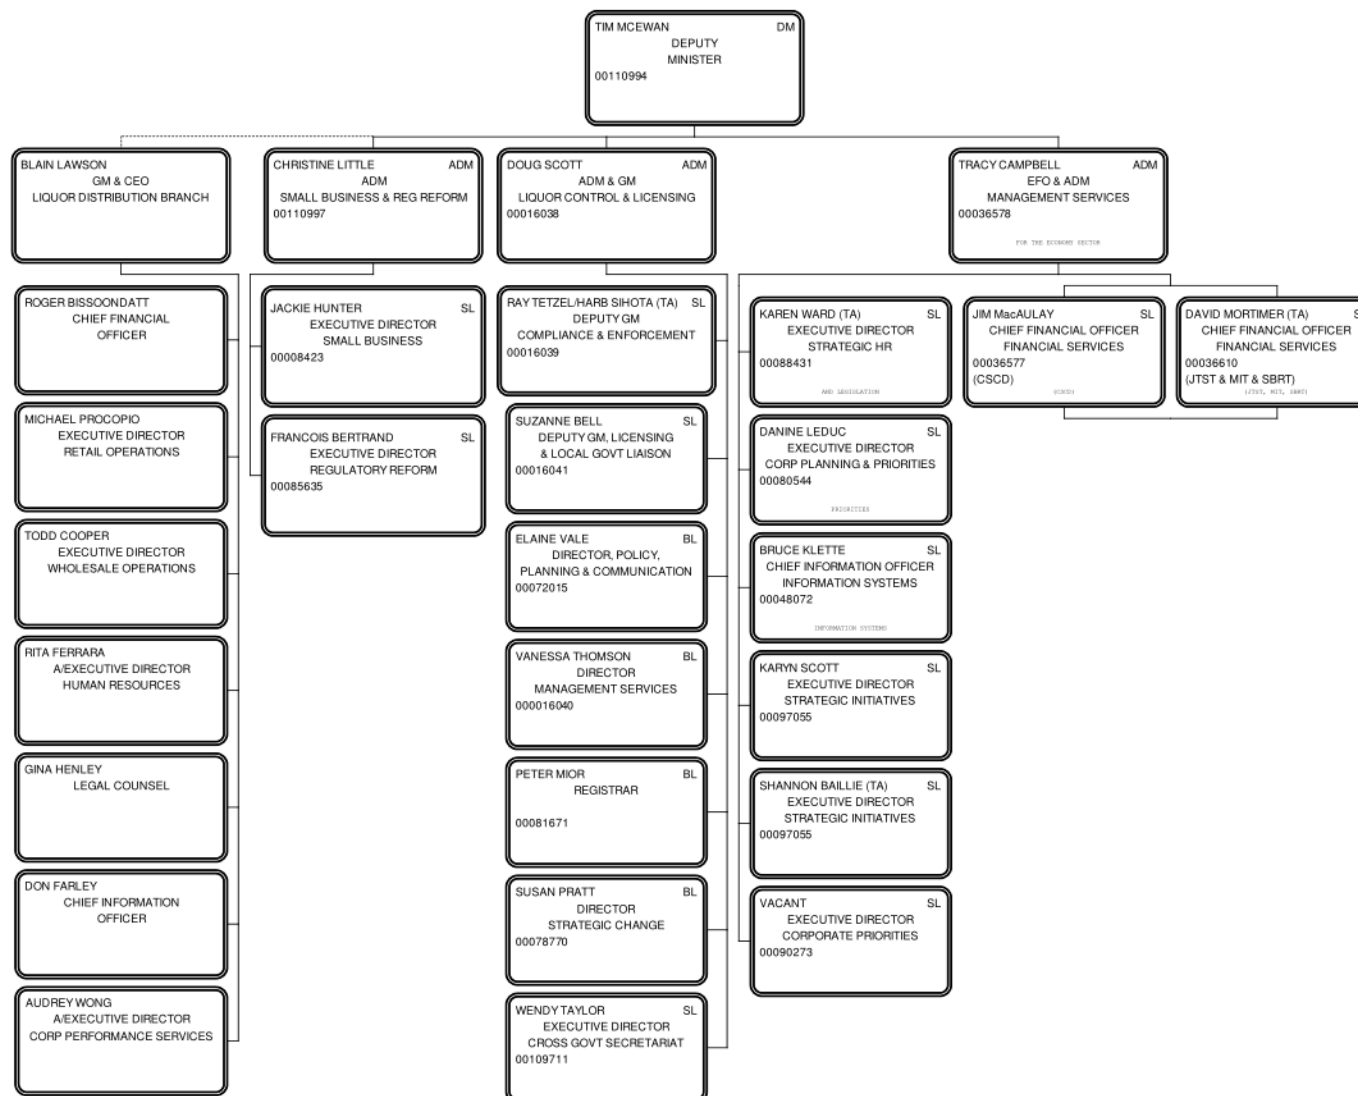 TIM MCEWAN DM
DEPUTY
MINISTER
00110994
BLAIN LAWSON
GM & CEO
LIQUOR DISTRIBUTION BRANCH
CHRISTINE LITTLE ADM
ADM
SMALL BUSINESS & REG REFORM
00110997
DOUG SCOTT ADM
ADM & GM
LIQUOR CONTROL & LICENSING
00016038
TRACY CAMPBELL ADM
EFO & ADM
MANAGEMENT SERVICES
00036578
FOR THE ECONOMY SECTOR
ROGER BISSOONDATT
CHIEF FINANCIAL
OFFICER
MICHAEL PROCOPIO
EXECUTIVE DIRECTOR
RETAIL OPERATIONS
TODD COOPER
EXECUTIVE DIRECTOR
WHOLESALE OPERATIONS
RITA FERRARA
A/EXECUTIVE DIRECTOR
HUMAN RESOURCES
GINA HENLEY
LEGAL COUNSEL
DON FARLEY
CHIEF INFORMATION
OFFICER
AUDREY WONG
A/EXECUTIVE DIRECTOR
CORP PERFORMANCE SERVICES
JACKIE HUNTER SL
EXECUTIVE DIRECTOR
SMALL BUSINESS
00008423
FRANCOIS BERTRAND SL
EXECUTIVE DIRECTOR
REGULATORY REFORM
00085635
RAY TETZEL/HARB SIHOTA (TA) SL
DEPUTY GM
COMPLIANCE & ENFORCEMENT
00016039
SUZANNE BELL SL
DEPUTY GM, LICENSING
& LOCAL GOVT LIAISON
00016041
ELAINE VALE BL
DIRECTOR, POLICY,
PLANNING & COMMUNICATION
00072015
VANESSA THOMSON BL
DIRECTOR
MANAGEMENT SERVICES
000016040
PETER MIOR BL
REGISTRAR
00081671
SUSAN PRATT BL
DIRECTOR
STRATEGIC CHANGE
00078770
WENDY TAYLOR SL
EXECUTIVE DIRECTOR
CROSS GOVT SECRETARIAT
00109711
KAREN WARD (TA) SL
EXECUTIVE DIRECTOR
STRATEGIC HR
00088431
AND LEGISLATION
DANINE LEDUC SL
EXECUTIVE DIRECTOR
CORP PLANNING & PRIORITIES
00080544
PRIORITIES
BRUCE KLETTE SL
CHIEF INFORMATION OFFICER
INFORMATION SYSTEMS
00048072
INFORMATION SYSTEMS
KARYN SCOTT SL
EXECUTIVE DIRECTOR
STRATEGIC INITIATIVES
00097055
SHANNON BAILLIE (TA) SL
EXECUTIVE DIRECTOR
STRATEGIC INITIATIVES
00097055
VACANT SL
EXECUTIVE DIRECTOR
CORPORATE PRIORITIES
00090273
JIM MacAULAY SL
CHIEF FINANCIAL OFFICER
FINANCIAL SERVICES
00036577
(CSCD)
(CSCD)
DAVID MORTIMER (TA)
CHIEF FINANCIAL OFFICER
FINANCIAL SERVICES
00036610
(JTST & MIT & SBRT)
(JTST, MIT, SBRT)